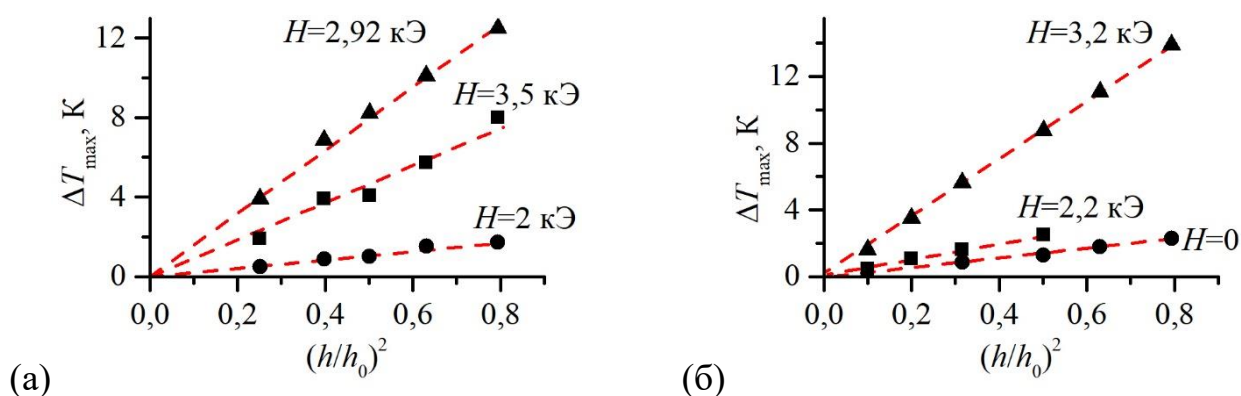 12
8
4
0
ΔT_max, К
H=2,92 кЭ
H=3,5 кЭ
H=2 кЭ
0,0 0,2 0,4 0,6 0,8
(h/h₀)²
(а)
12
8
4
0
ΔT_max, К
H=3,2 кЭ
H=2,2 кЭ
H=0
0,0 0,2 0,4 0,6 0,8
(h/h₀)²
(б)